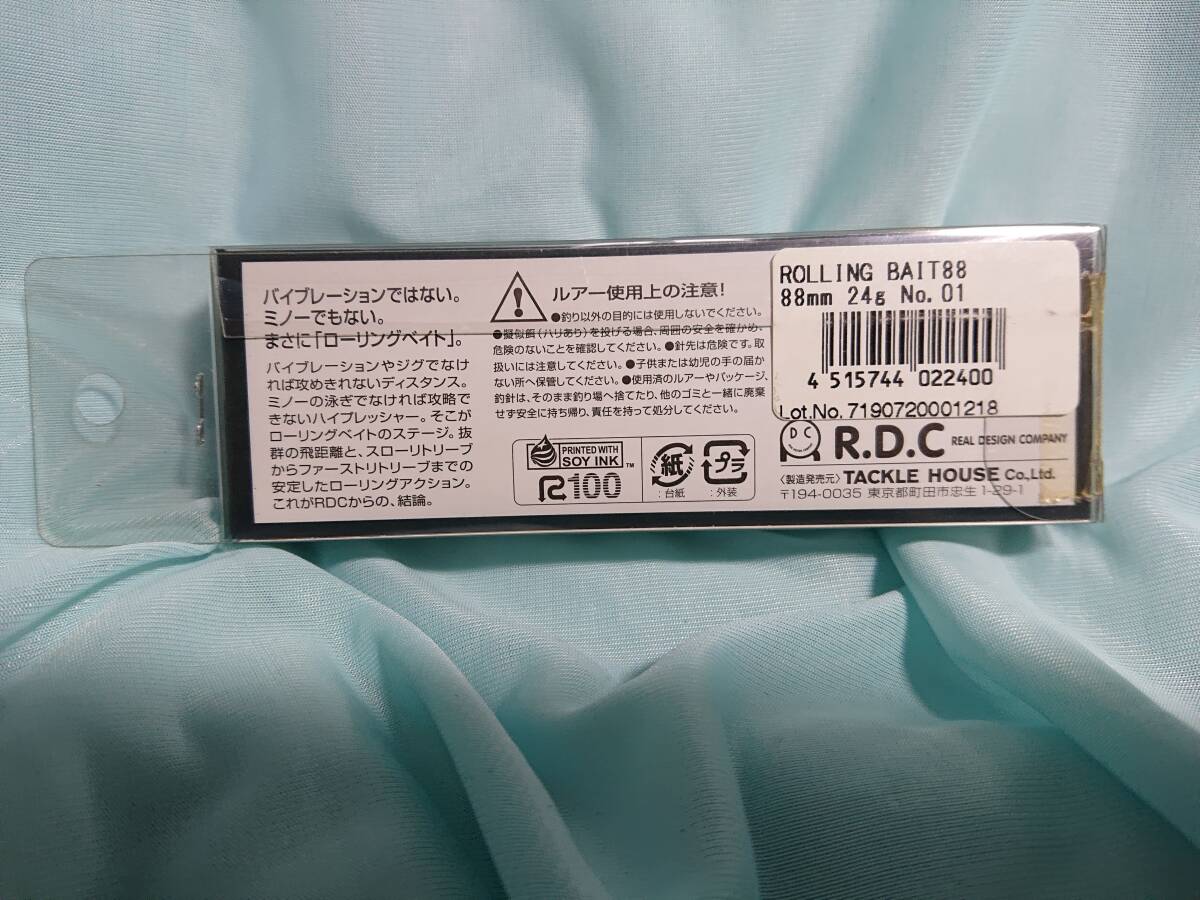 バイブレーションではない。
ミノーでもない。
まさに「ローリングベイト」。
バイブレーションやジグでなけ
れば攻めきれないディスタンス。
ミノーの泳ぎでなければ攻略で
きないハイプレッシャー。そこが
ローリングベイトのステージ。抜
群の飛距離と、スローリトリーブ
からファーストリトリーブまでの
安定したローリングアクション。
これがRDCからの、結論。
ルアー使用上の注意!
●釣り以外の目的には使用しないでください。
●擬似餌(ハリあり)を投げる場合、周囲の安全を確かめ、
危険のないことを確認してください。●針先は危険です。取
扱いには注意してください。●子供または幼児の手の届か
ない所へ保管してください。●使用済のルアーやパッケージ、
釣針は、そのまま釣り場へ捨てたり、他のゴミと一緒に廃棄
せず安全に持ち帰り、責任を持って処分してください。
PRINTED WITH
SOY INK™
R100
紙
:台紙
プラ
:外装
ROLLING BAIT88
88mm 24g No.01
4 515744 022400
Lot.No.7190720001218
D C
R.D.C REAL DESIGN COMPANY
〈製造発売元〉 TACKLE HOUSE Co.,Ltd.
〒194-0035 東京都町田市忠生1-29-1